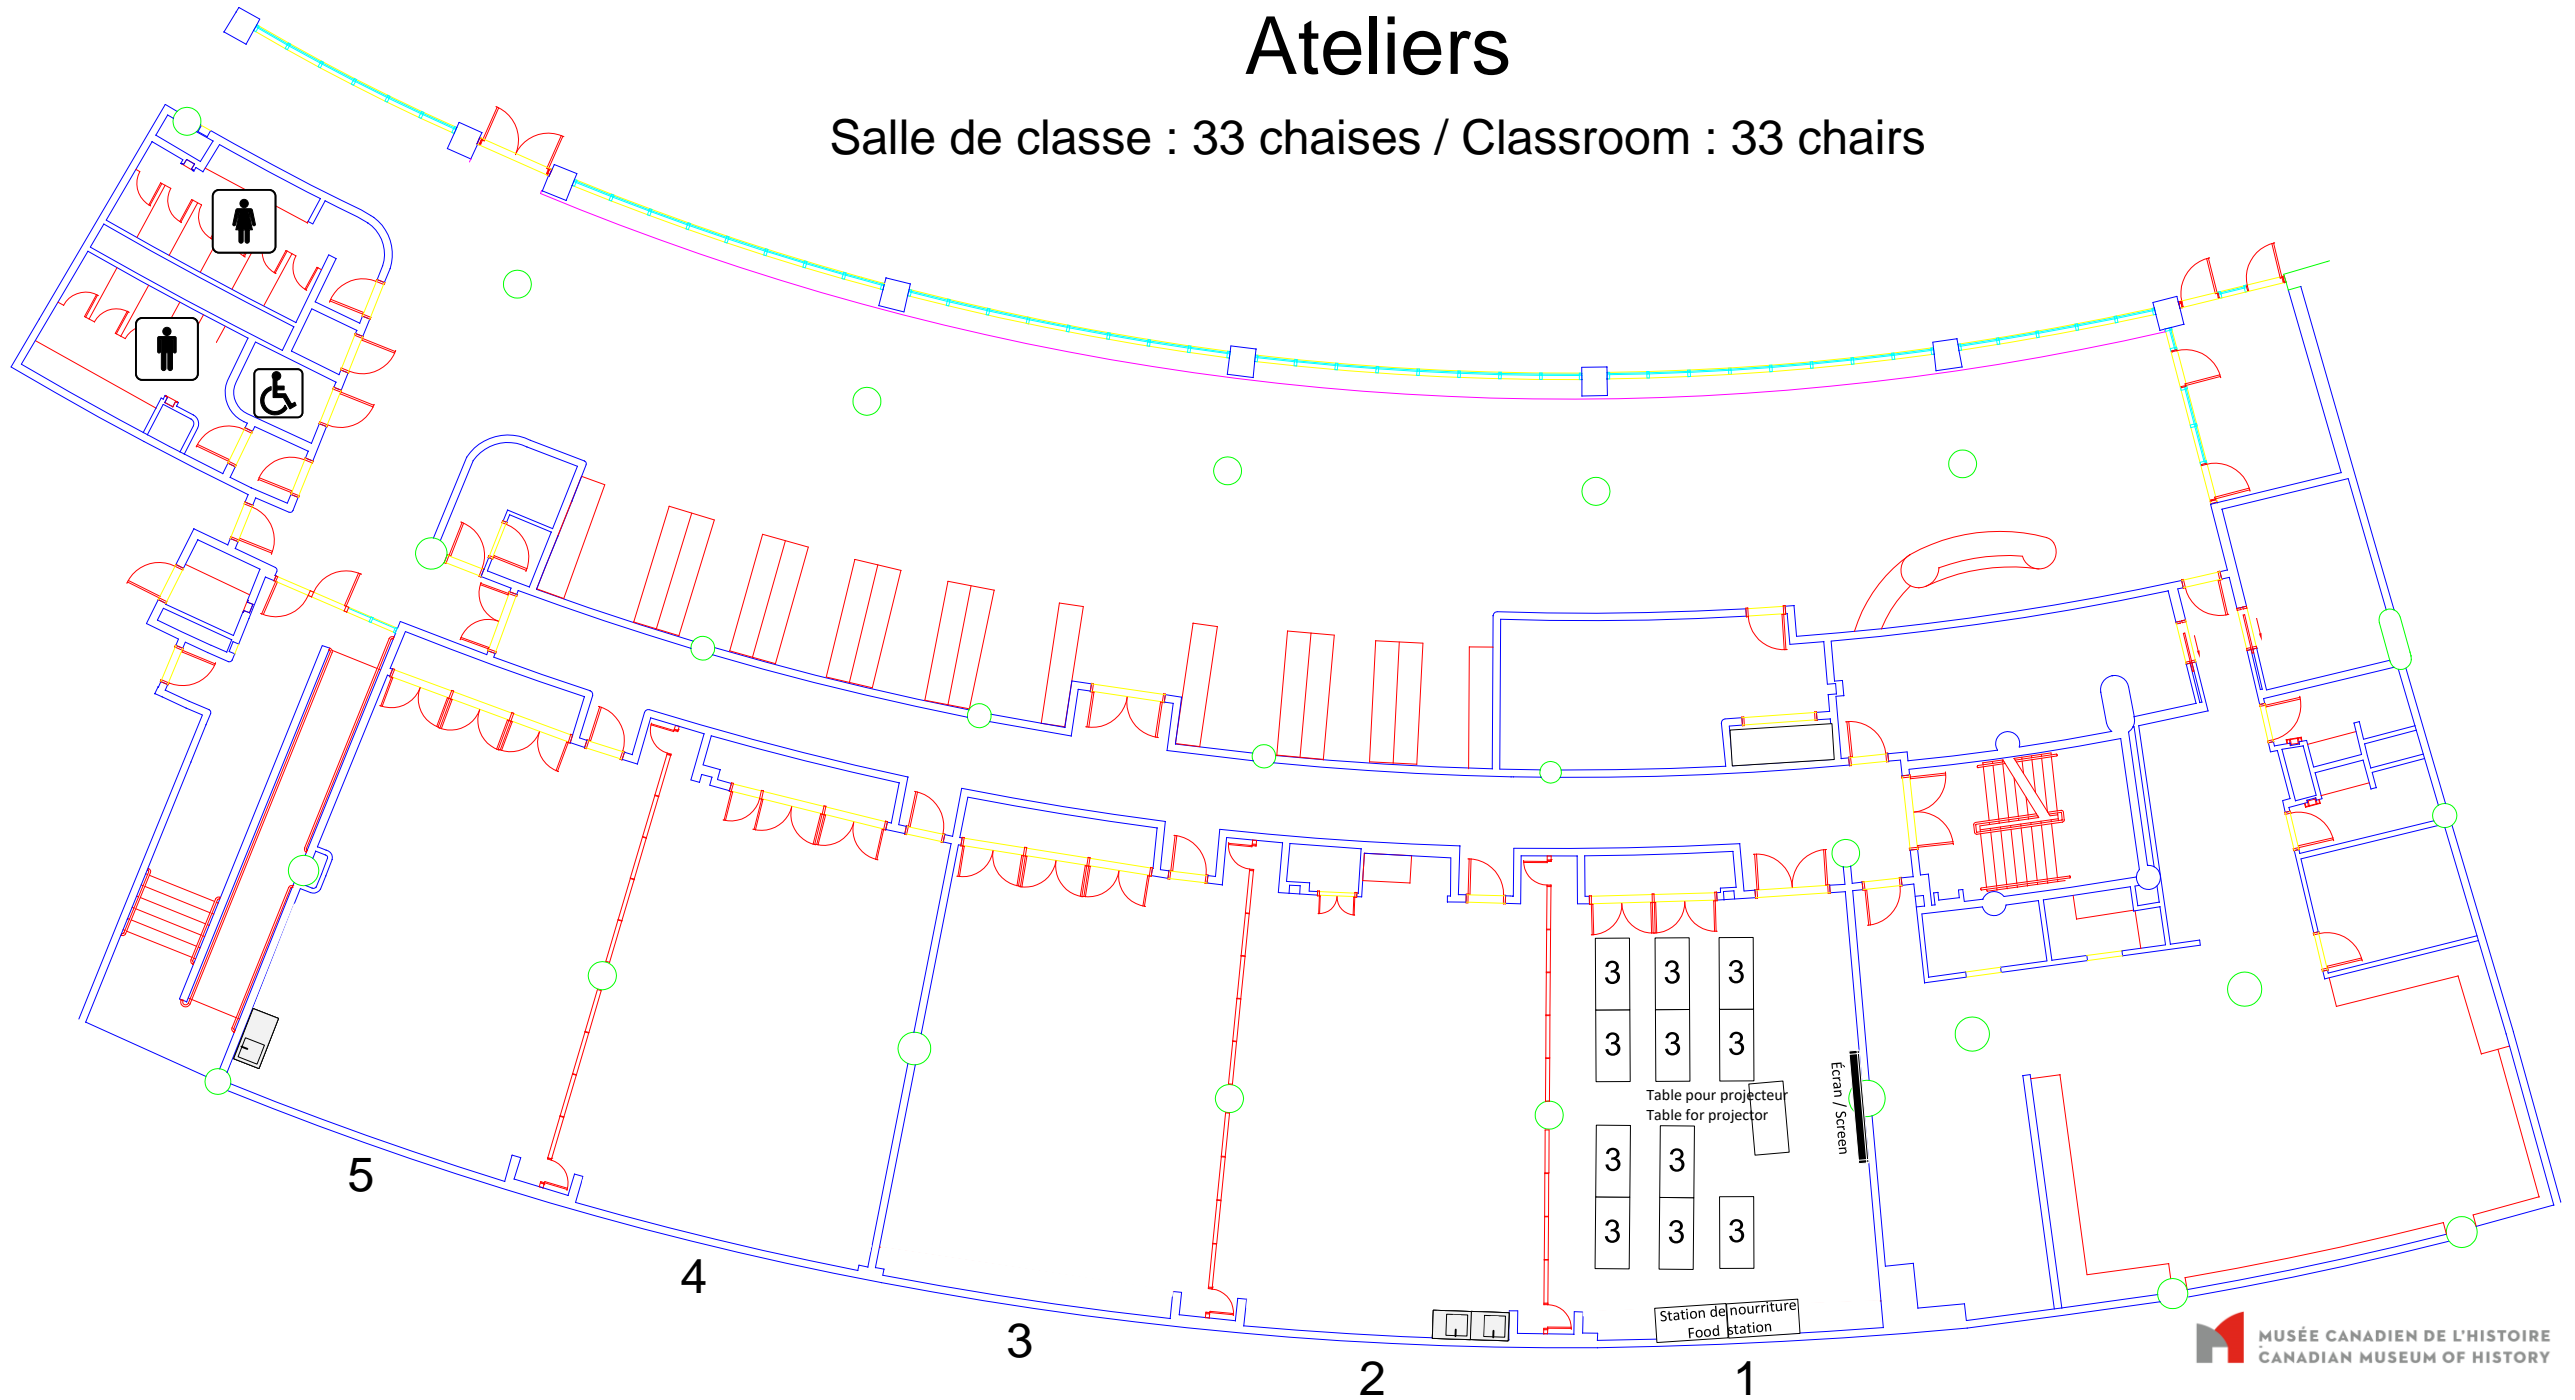 Ateliers
Salle de classe : 33 chaises / Classroom : 33 chairs
3 3 3
3 3 3
Table pour projecteur
Table for projector
Écran / Screen
3 3
3 3 3
Station de nourriture
Food station
5
4
3
2
1
MUSÉE CANADIEN DE L'HISTOIRE
CANADIAN MUSEUM OF HISTORY